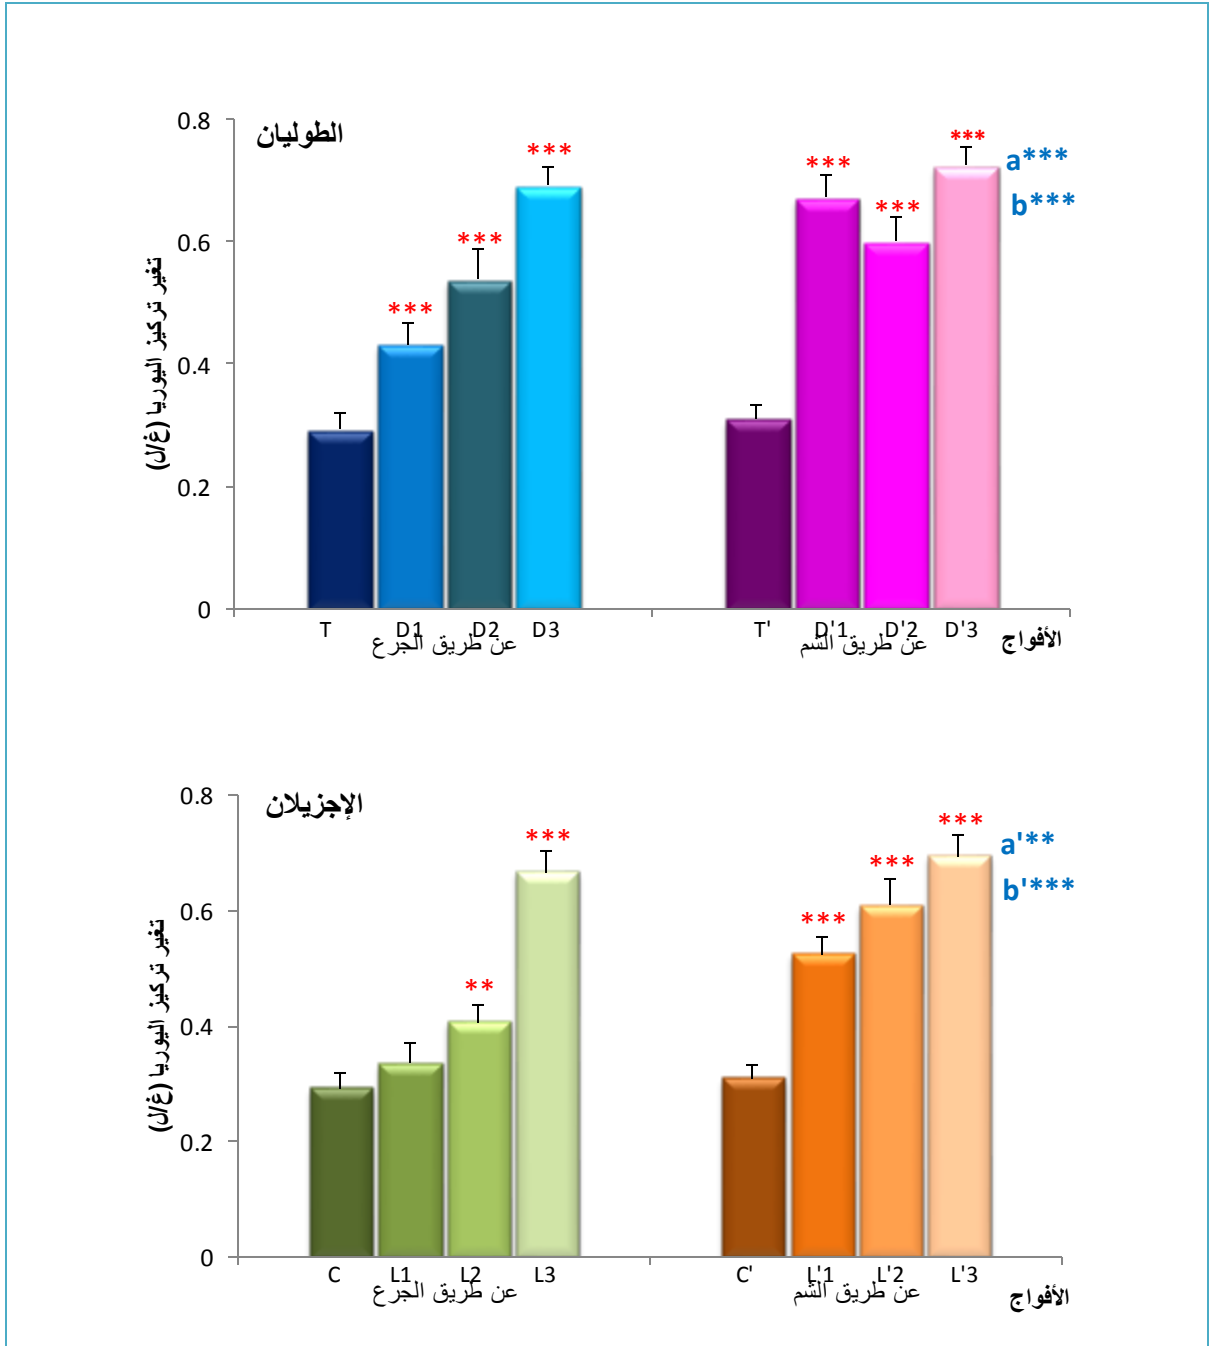 الطوليان
تغير تركيز اليوريا (غ/ل)
0.8
0.6
0.4
0.2
0
***
***
***
***
***
***
a***
b***
T D1 D2 D3 T' D'1 D'2 D'3
عن طريق الجرع عن طريق الشم الأفواج
الإجزيلان
تغير تركيز اليوريا (غ/ل)
0.8
0.6
0.4
0.2
0
**
***
***
***
***
a'**
b'***
C L1 L2 L3 C' L'1 L'2 L'3
عن طريق الجرع عن طريق الشم الأفواج